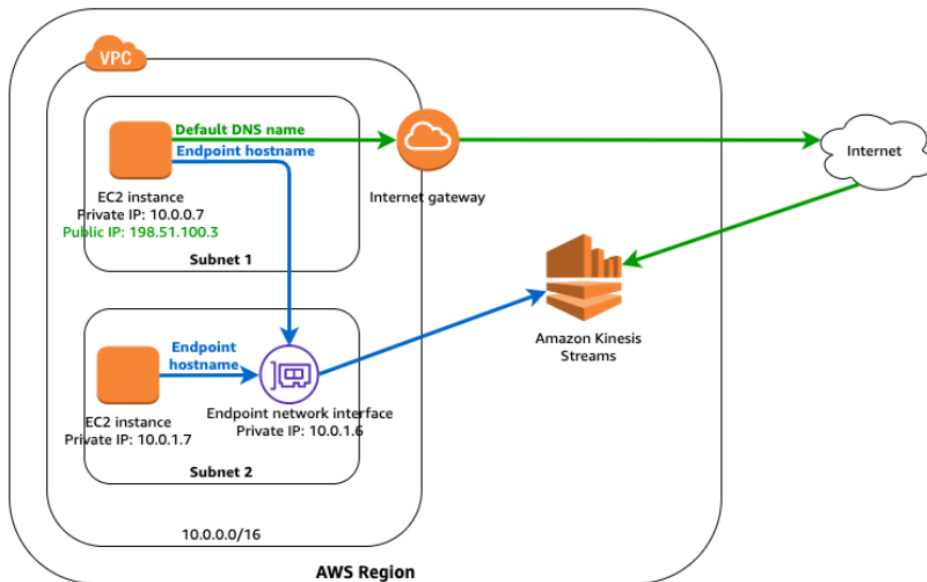 VPC
Default DNS name
Endpoint hostname
EC2 instance
Private IP: 10.0.0.7
Public IP: 198.51.100.3
Subnet 1
Internet gateway
Internet
Amazon Kinesis
Streams
Endpoint
hostname
EC2 instance
Private IP: 10.0.1.7
Endpoint network interface
Private IP: 10.0.1.6
Subnet 2
10.0.0.0/16
AWS Region